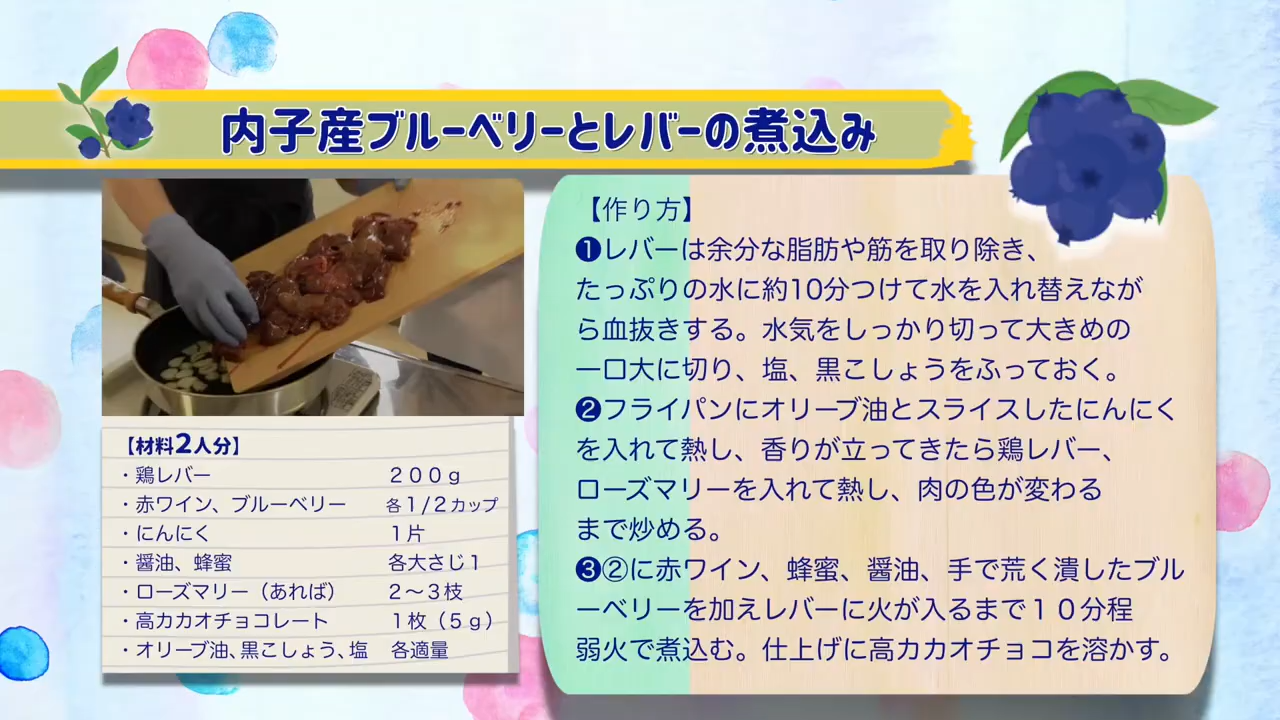 内子産ブルーベリーとレバーの煮込み
【材料2人分】
・鶏レバー ２００ｇ
・赤ワイン、ブルーベリー 各１/２カップ
・にんにく １片
・醤油、蜂蜜 各大さじ１
・ローズマリー（あれば） ２〜３枝
・高カカオチョコレート １枚（５ｇ）
・オリーブ油、黒こしょう、塩 各適量
【作り方】
❶レバーは余分な脂肪や筋を取り除き、
たっぷりの水に約10分つけて水を入れ替えなが
ら血抜きする。水気をしっかり切って大きめの
一口大に切り、塩、黒こしょうをふっておく。
❷フライパンにオリーブ油とスライスしたにんにく
を入れて熱し、香りが立ってきたら鶏レバー、
ローズマリーを入れて熱し、肉の色が変わる
まで炒める。
❸②に赤ワイン、蜂蜜、醤油、手で荒く潰したブル
ーベリーを加えレバーに火が入るまで１０分程
弱火で煮込む。仕上げに高カカオチョコを溶かす。